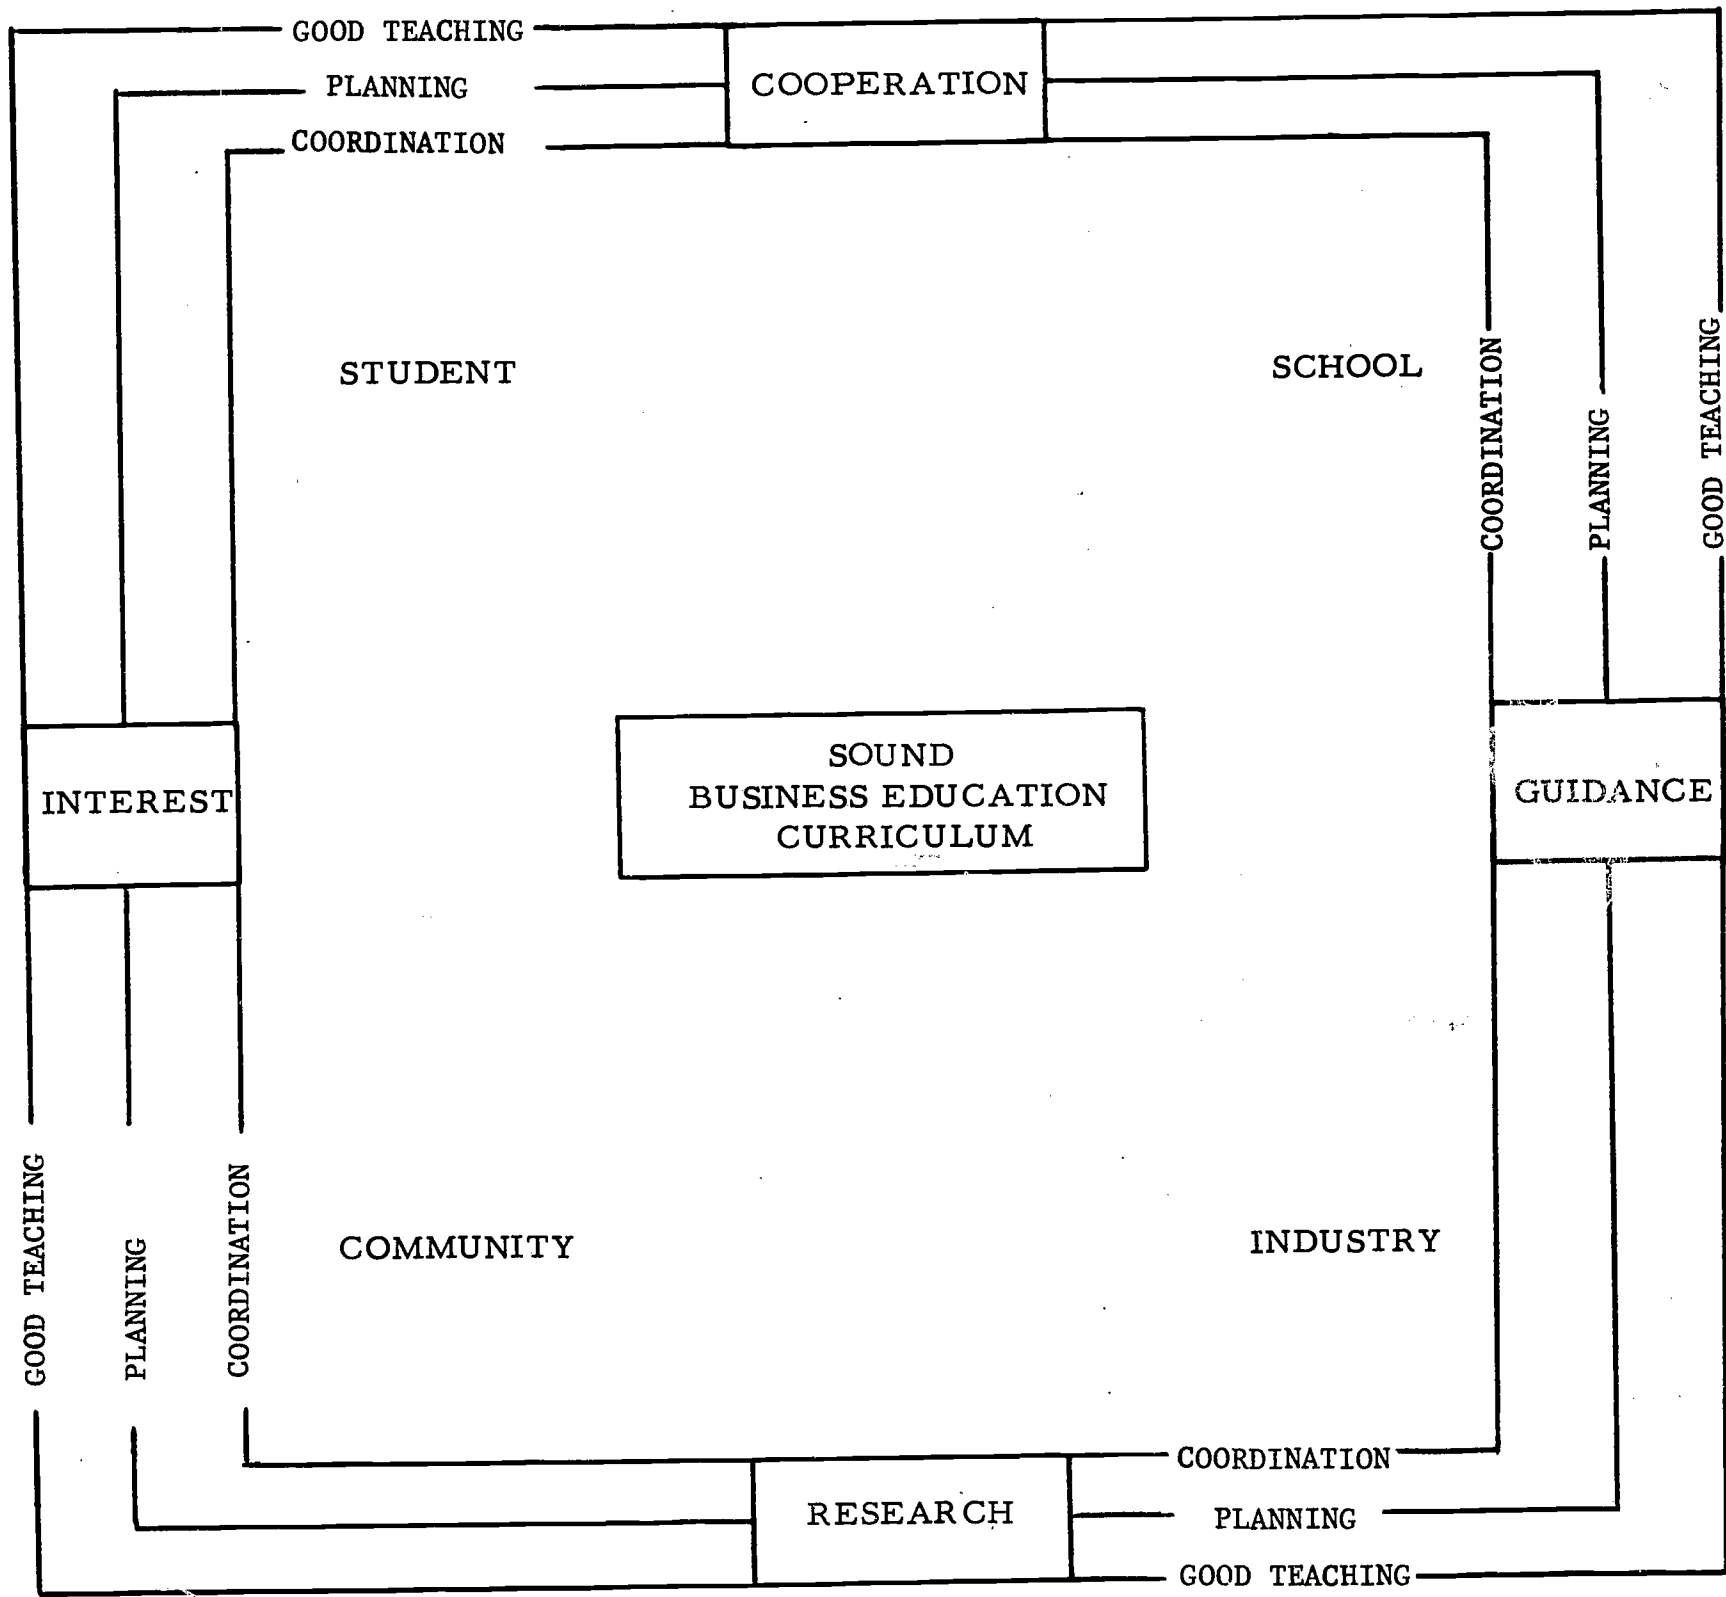 GOOD TEACHING
PLANNING
COORDINATION
COOPERATION
STUDENT
SCHOOL
COORDINATION
PLANNING
GOOD TEACHING
INTEREST
SOUND
BUSINESS EDUCATION
CURRICULUM
GUIDANCE
GOOD TEACHING
PLANNING
COORDINATION
COMMUNITY
INDUSTRY
RESEARCH
COORDINATION
PLANNING
GOOD TEACHING